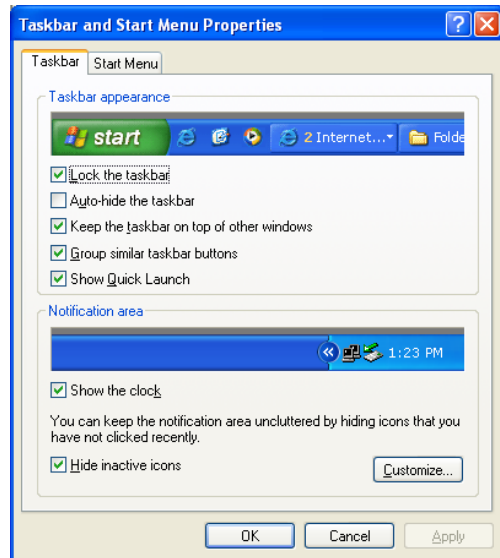 Taskbar and Start Menu Properties
Taskbar
Start Menu
Taskbar appearance
start
2 Internet...
Folde
Lock the taskbar
Auto-hide the taskbar
Keep the taskbar on top of other windows
Group similar taskbar buttons
Show Quick Launch
Notification area
1:23 PM
Show the clock
You can keep the notification area uncluttered by hiding icons that you
have not clicked recently.
Hide inactive icons
Customize...
OK
Cancel
Apply